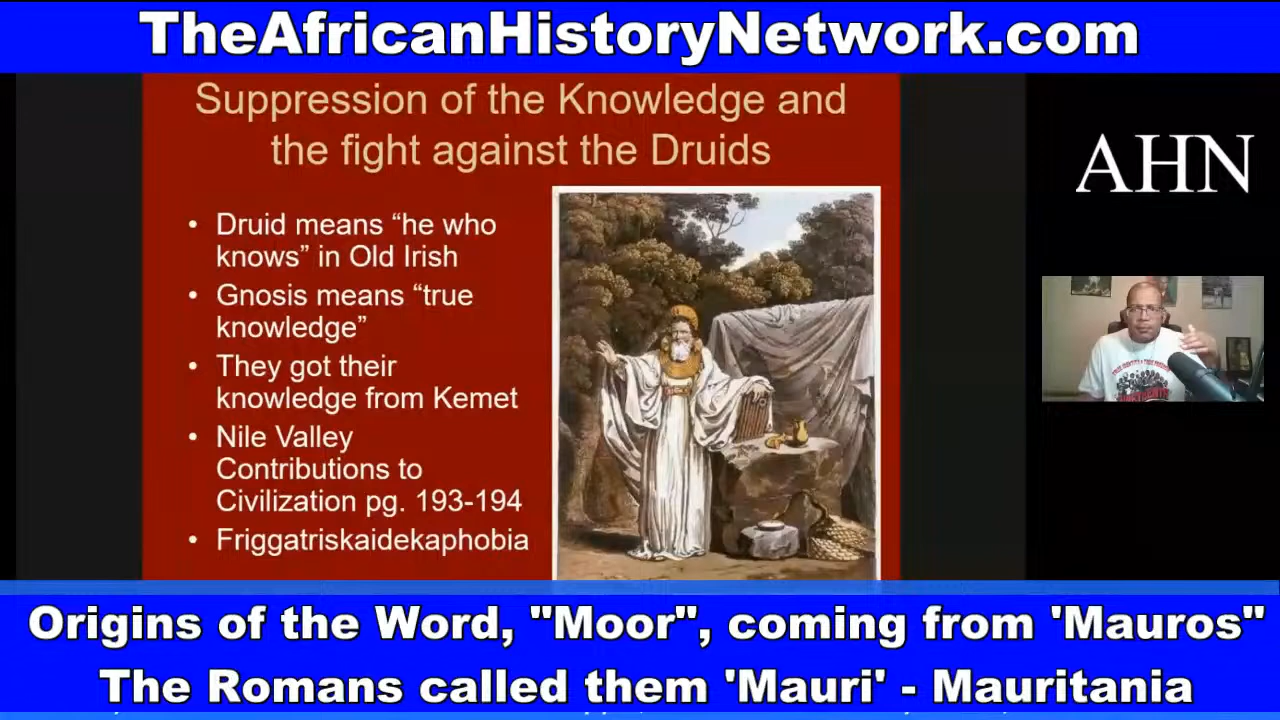 TheAfricanHistoryNetwork.com
Suppression of the Knowledge and
the fight against the Druids
• Druid means “he who
knows” in Old Irish
• Gnosis means “true
knowledge”
• They got their
knowledge from Kemet
• Nile Valley
Contributions to
Civilization pg. 193-194
• Friggatriskaidekaphobia
AHN
Origins of the Word, "Moor", coming from 'Mauros"
The Romans called them 'Mauri' - Mauritania